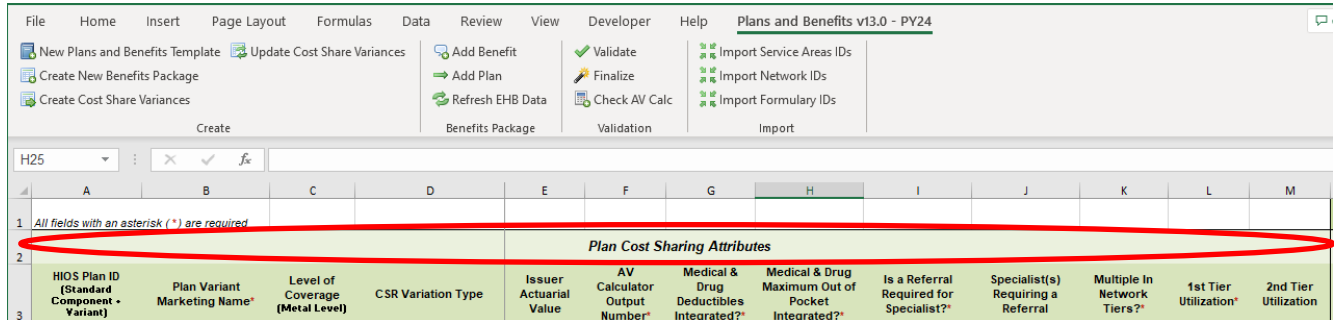 File Home Insert Page Layout Formulas Data Review View Developer Help Plans and Benefits v13.0 - PY24
New Plans and Benefits Template Update Cost Share Variances Add Benefit Validate Import Service Areas IDs
Create New Benefits Package Add Plan Finalize Import Network IDs
Create Cost Share Variances Refresh EHB Data Check AV Calc Import Formulary IDs
Create Benefits Package Validation Import
H25 fx
A B C D E F G H I J K L M
1 All fields with an asterisk (*) are required
2 Plan Cost Sharing Attributes
3
HIOS Plan ID
(Standard
Component +
Variant)
Plan Variant
Marketing Name*
Level of
Coverage
(Metal Level)
CSR Variation Type
Issuer
Actuarial
Value
AV
Calculator
Output
Number*
Medical &
Drug
Deductibles
Integrated?*
Medical & Drug
Maximum Out of
Pocket
Integrated?*
Is a Referral
Required for
Specialist?*
Specialist(s)
Requiring a
Referral
Multiple In
Network
Tiers?*
1st Tier
Utilization*
2nd Tier
Utilization